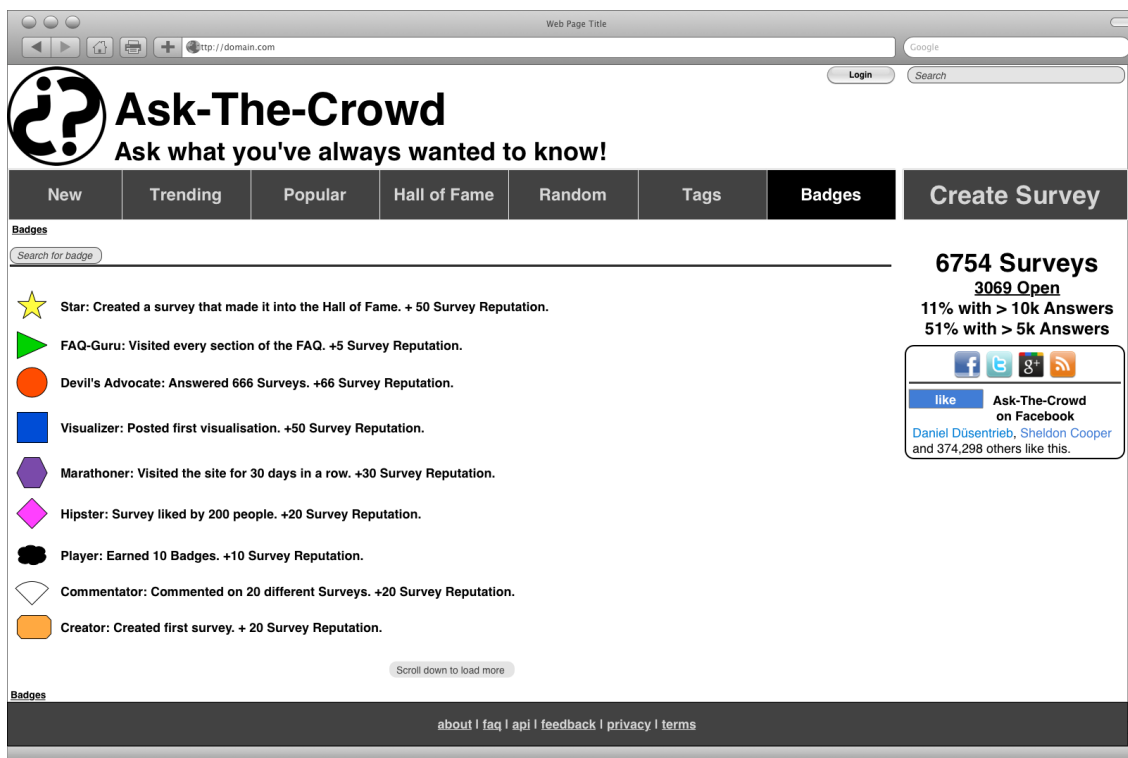 Web Page Title
ttp://domain.com
Google
Login
Search
¿?
Ask-The-Crowd
Ask what you've always wanted to know!
New
Trending
Popular
Hall of Fame
Random
Tags
Badges
Create Survey
Badges
Search for badge
Star: Created a survey that made it into the Hall of Fame. + 50 Survey Reputation.
FAQ-Guru: Visited every section of the FAQ. +5 Survey Reputation.
Devil's Advocate: Answered 666 Surveys. +66 Survey Reputation.
Visualizer: Posted first visualisation. +50 Survey Reputation.
Marathoner: Visited the site for 30 days in a row. +30 Survey Reputation.
Hipster: Survey liked by 200 people. +20 Survey Reputation.
Player: Earned 10 Badges. +10 Survey Reputation.
Commentator: Commented on 20 different Surveys. +20 Survey Reputation.
Creator: Created first survey. + 20 Survey Reputation.
Scroll down to load more
Badges
6754 Surveys
3069 Open
11% with > 10k Answers
51% with > 5k Answers
f t g+
like
Ask-The-Crowd
on Facebook
Daniel Düsentrieb, Sheldon Cooper
and 374,298 others like this.
about I faq I api I feedback I privacy I terms